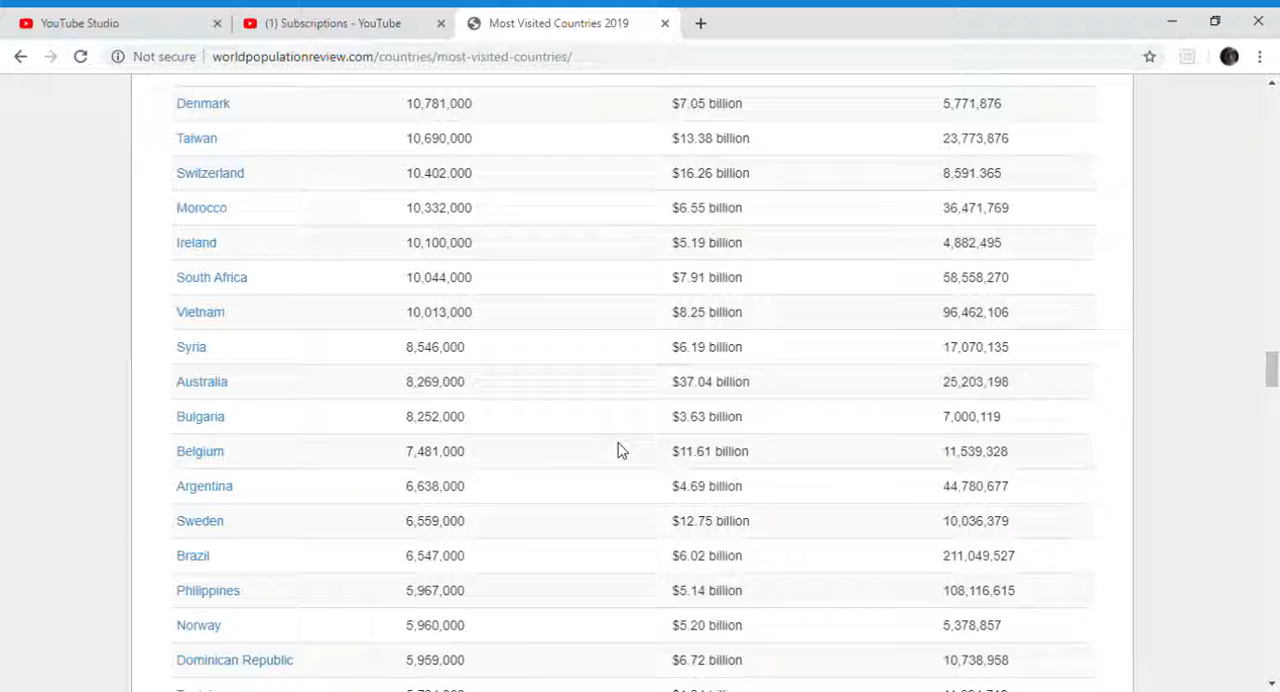 YouTube Studio (1) Subscriptions - YouTube Most Visited Countries 2019
Not secure worldpopulationreview.com/countries/most-visited-countries/
Denmark 10,781,000 $7.05 billion 5,771,876
Taiwan 10,690,000 $13.38 billion 23,773,876
Switzerland 10,402,000 $16.26 billion 8,591,365
Morocco 10,332,000 $6.55 billion 36,471,769
Ireland 10,100,000 $5.19 billion 4,882,495
South Africa 10,044,000 $7.91 billion 58,558,270
Vietnam 10,013,000 $8.25 billion 96,462,106
Syria 8,546,000 $6.19 billion 17,070,135
Australia 8,269,000 $37.04 billion 25,203,198
Bulgaria 8,252,000 $3.63 billion 7,000,119
Belgium 7,481,000 $11.61 billion 11,539,328
Argentina 6,638,000 $4.69 billion 44,780,677
Sweden 6,559,000 $12.75 billion 10,036,379
Brazil 6,547,000 $6.02 billion 211,049,527
Philippines 5,967,000 $5.14 billion 108,116,615
Norway 5,960,000 $5.20 billion 5,378,857
Dominican Republic 5,959,000 $6.72 billion 10,738,958